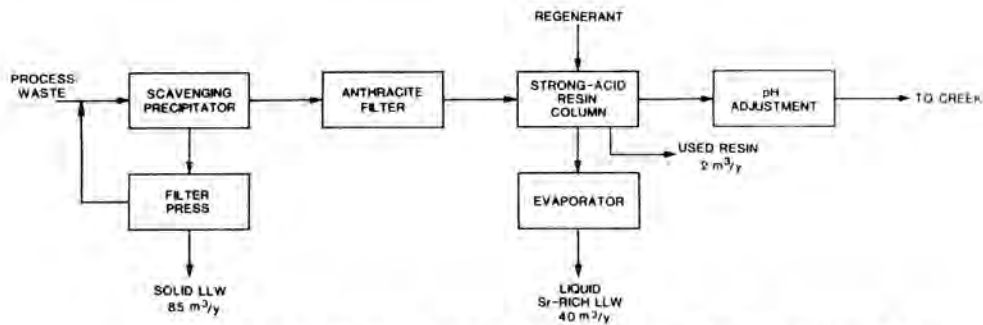 REGENERANT
PROCESS
WASTE
SCAVENGING
PRECIPITATOR
ANTHRACITE
FILTER
STRONG-ACID
RESIN
COLUMN
pH
ADJUSTMENT
TO CREEK
USED RESIN
2 m³/y
FILTER
PRESS
EVAPORATOR
SOLID LLW
85 m³/y
LIQUID
Sr-RICH LLW
40 m³/y